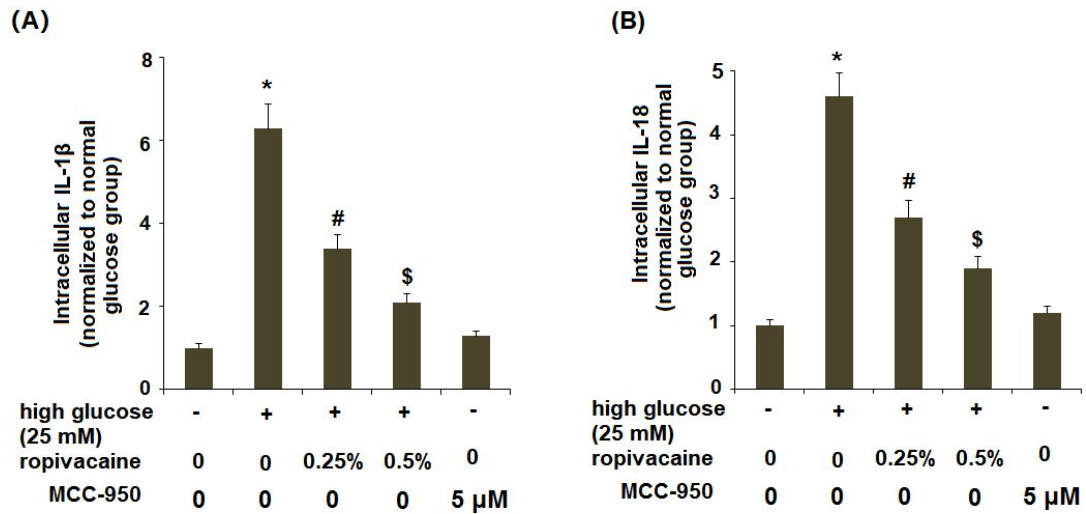 (A)
Intracellular IL-1β
(normalized to normal
glucose group)
8
6
4
2
0
*
#
$
high glucose
(25 mM)
- + + + -
ropivacaine
0 0 0.25% 0.5% 0
MCC-950
0 0 0 0 5 μM
(B)
Intracellular IL-18
(normalized to normal
glucose group)
5
4
3
2
1
0
*
#
$
high glucose
(25 mM)
- + + + -
ropivacaine
0 0 0.25% 0.5% 0
MCC-950
0 0 0 0 5 μM